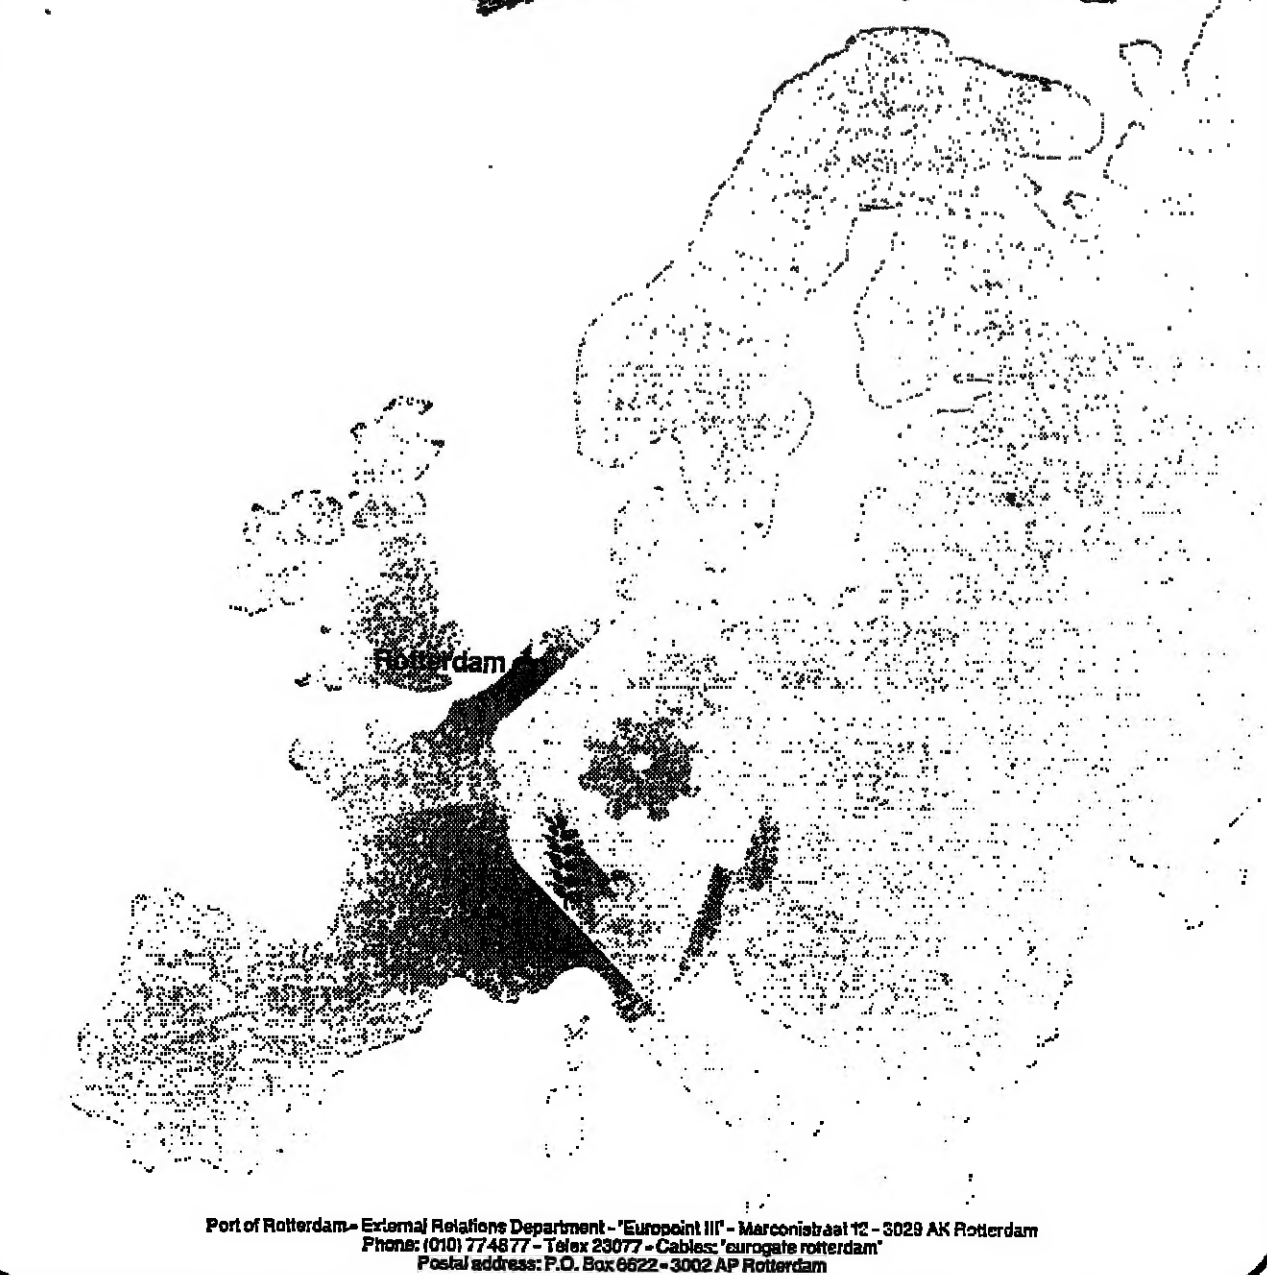 Rotterdam
Port of Rotterdam - External Relations Department - 'Europoint III' - Marconistraat 12 - 3029 AK Rotterdam
Phone: (010) 774877 - Telex 23077 - Cables: 'eurogate rotterdam'
Postal address: P.O. Box 6622 - 3002 AP Rotterdam